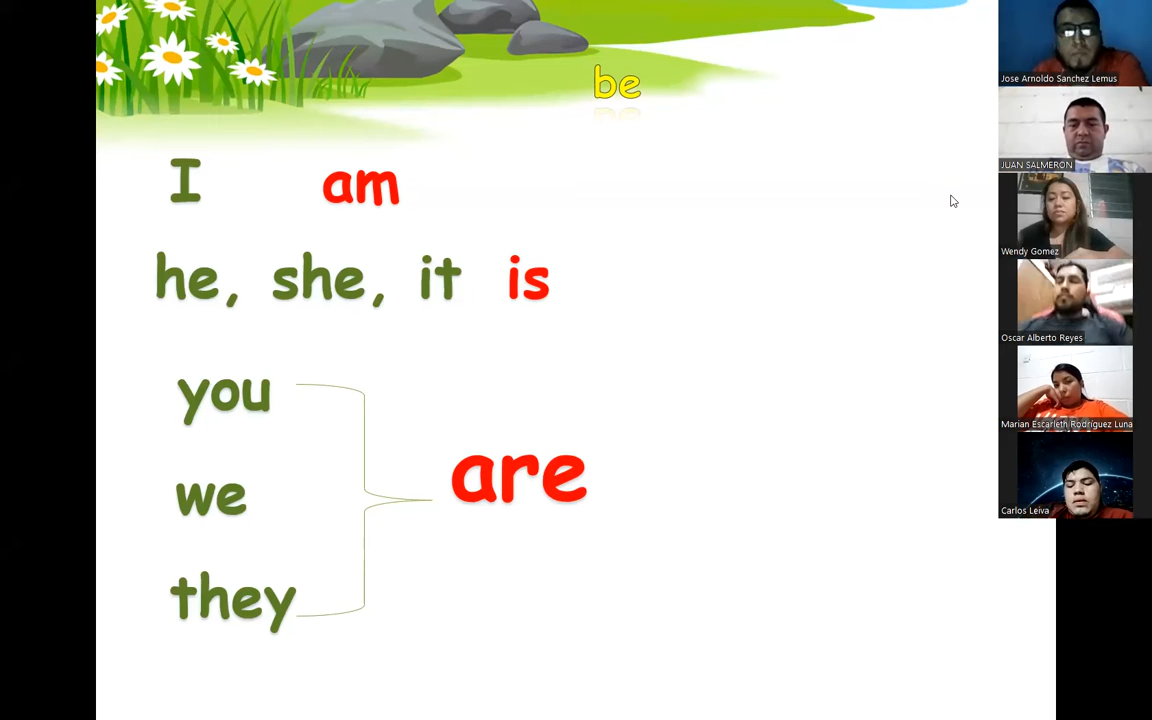 be
I am
he, she, it is
you
we
are
they
Jose Arnoldo Sanchez Lemus
JUAN SALMERON
Wendy Gomez
Oscar Alberto Reyes
Marian Escarleth Rodriguez Luna
Carlos Leiva